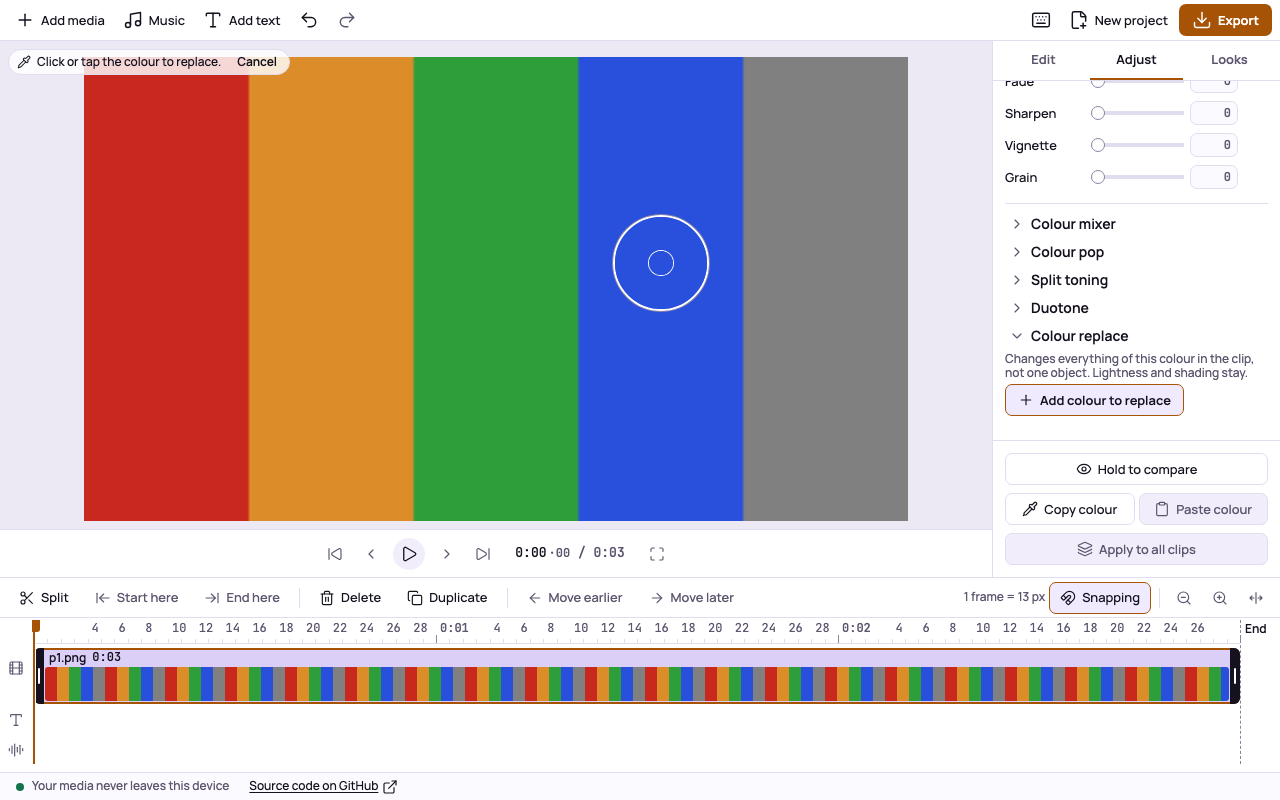 Add media
Music
Add text
New project
Export
Click or tap the colour to replace. Cancel
Edit
Adjust
Looks
Fade 0
Sharpen 0
Vignette 0
Grain 0
Colour mixer
Colour pop
Split toning
Duotone
Colour replace
Changes everything of this colour in the clip,
not one object. Lightness and shading stay.
Add colour to replace
Hold to compare
Copy colour
Paste colour
Apply to all clips
0:00·00 / 0:03
Split
Start here
End here
Delete
Duplicate
Move earlier
Move later
1 frame = 13 px
Snapping
4 6 8 10 12 14 16 18 20 22 24 26 28 0:01 4 6 8 10 12 14 16 18 20 22 24 26 28 0:02 4 6 8 10 12 14 16 18 20 22 24 26 End
p1.png 0:03
Your media never leaves this device
Source code on GitHub